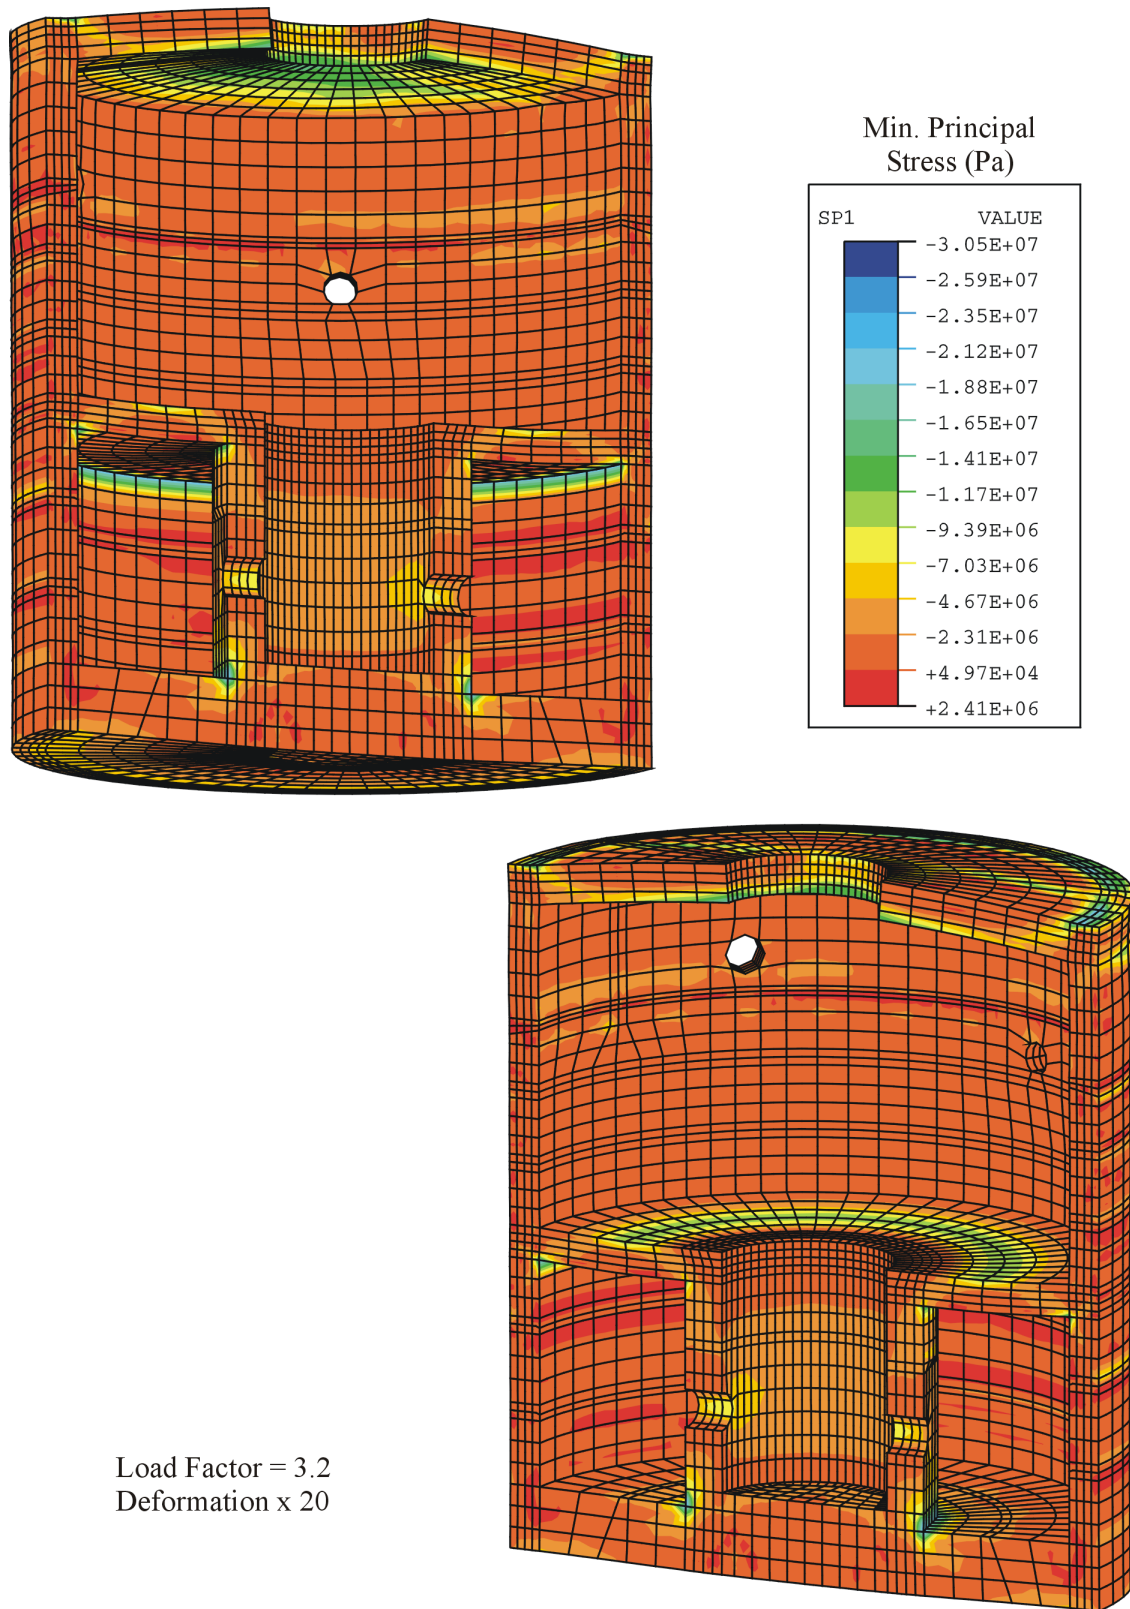 Min. Principal
Stress (Pa)
SP1 VALUE
-3.05E+07
-2.59E+07
-2.35E+07
-2.12E+07
-1.88E+07
-1.65E+07
-1.41E+07
-1.17E+07
-9.39E+06
-7.03E+06
-4.67E+06
-2.31E+06
+4.97E+04
+2.41E+06
Load Factor = 3.2
Deformation x 20